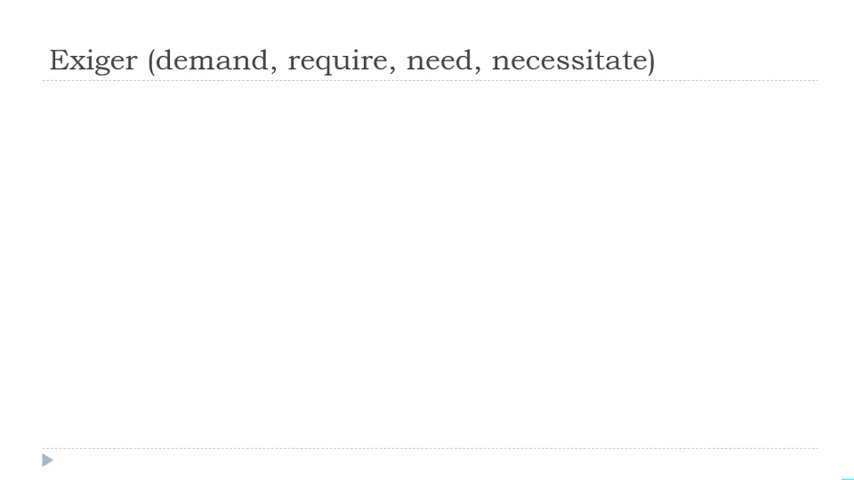 Exiger (demand, require, need, necessitate)